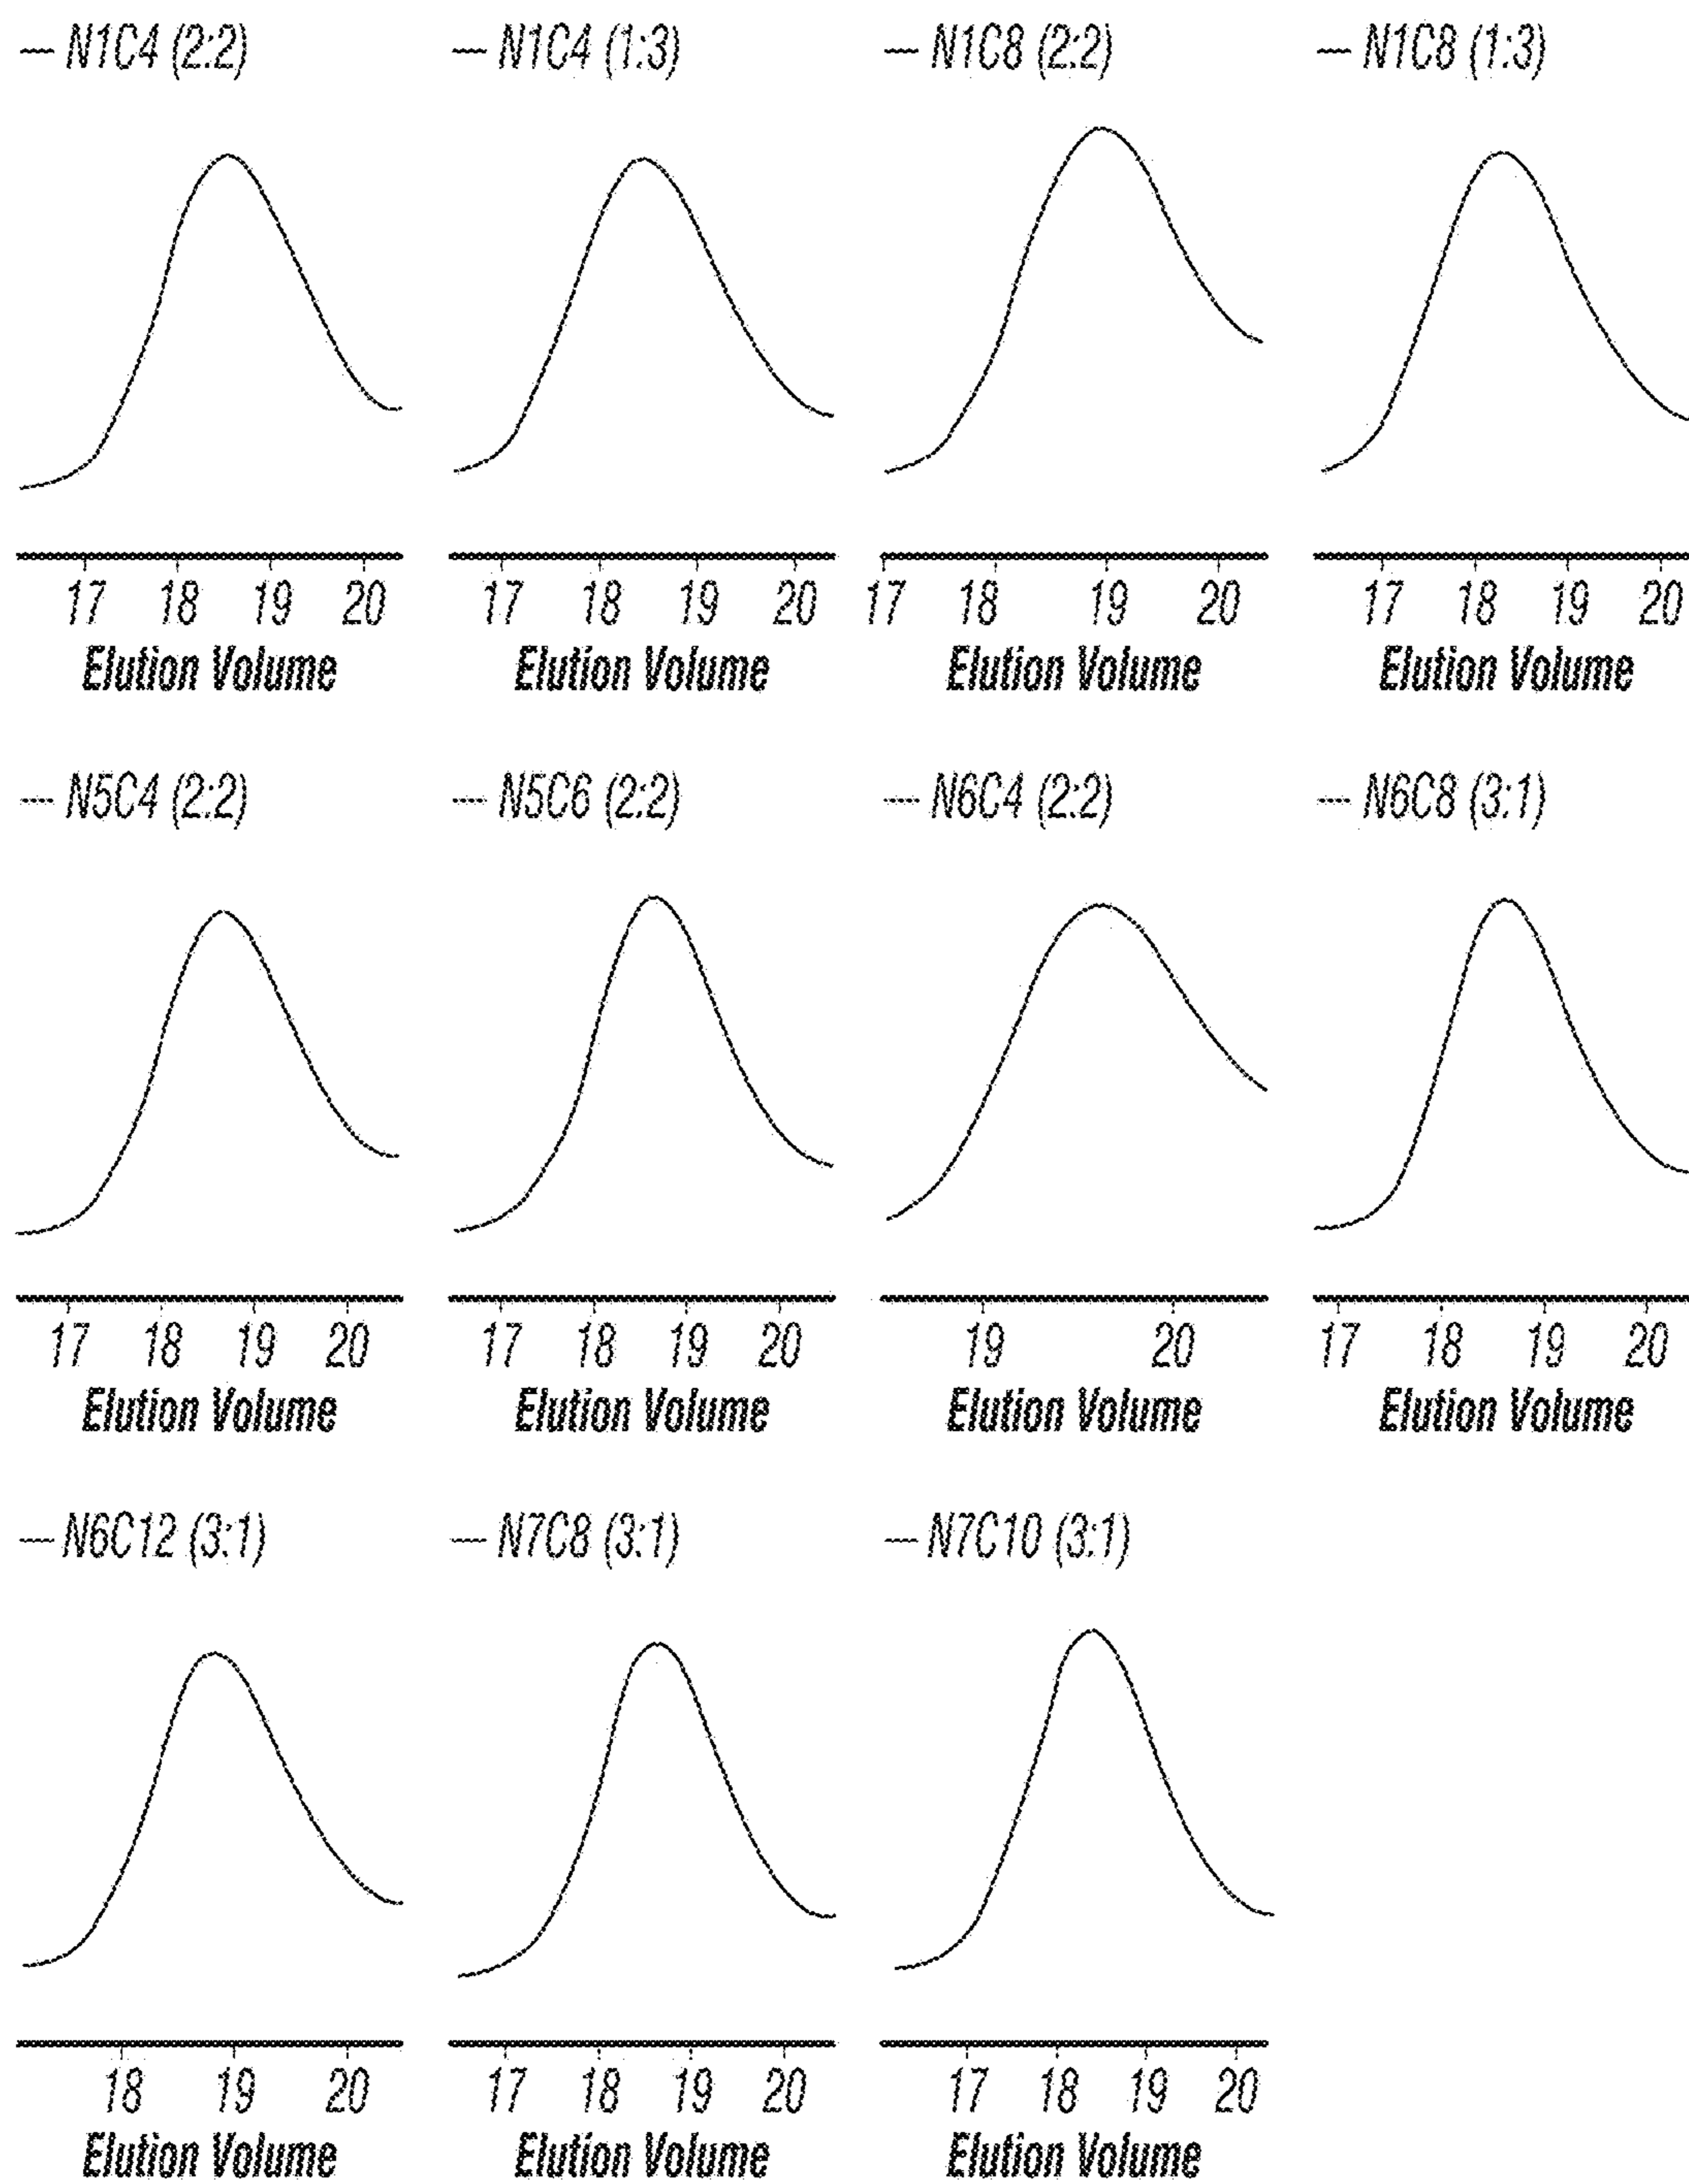 N1C4 (2:2) N1C4 (1:3) N1C8 (2:2) N1C8 (1:3)
17 18 19 20 17 18 19 20 17 18 19 20 17 18 19 20
Elution Volume Elution Volume Elution Volume Elution Volume
N5C4 (2:2) N5C6 (2:2) N6C4 (2:2) N6C8 (3:1)
17 18 19 20 17 18 19 20 19 20 17 18 19 20
Elution Volume Elution Volume Elution Volume Elution Volume
N6C12 (3:1) N7C8 (3:1) N7C10 (3:1)
18 19 20 17 18 19 20 17 18 19 20
Elution Volume Elution Volume Elution Volume